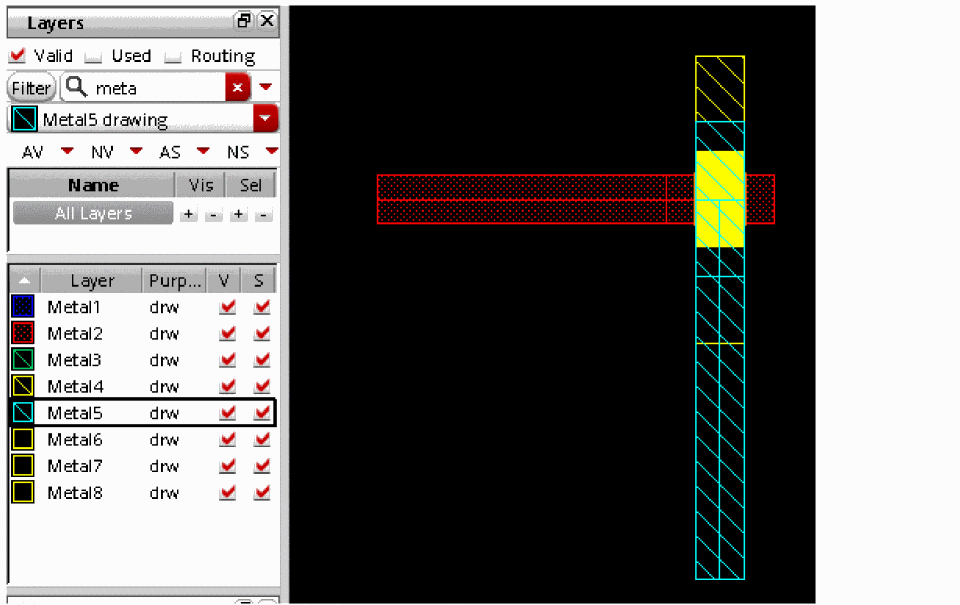 Layers
Valid Used Routing
Filter meta
Metal5 drawing
AV NV AS NS
Name Vis Sel
All Layers + - + -
Layer Purp... V S
Metal1 drw
Metal2 drw
Metal3 drw
Metal4 drw
Metal5 drw
Metal6 drw
Metal7 drw
Metal8 drw